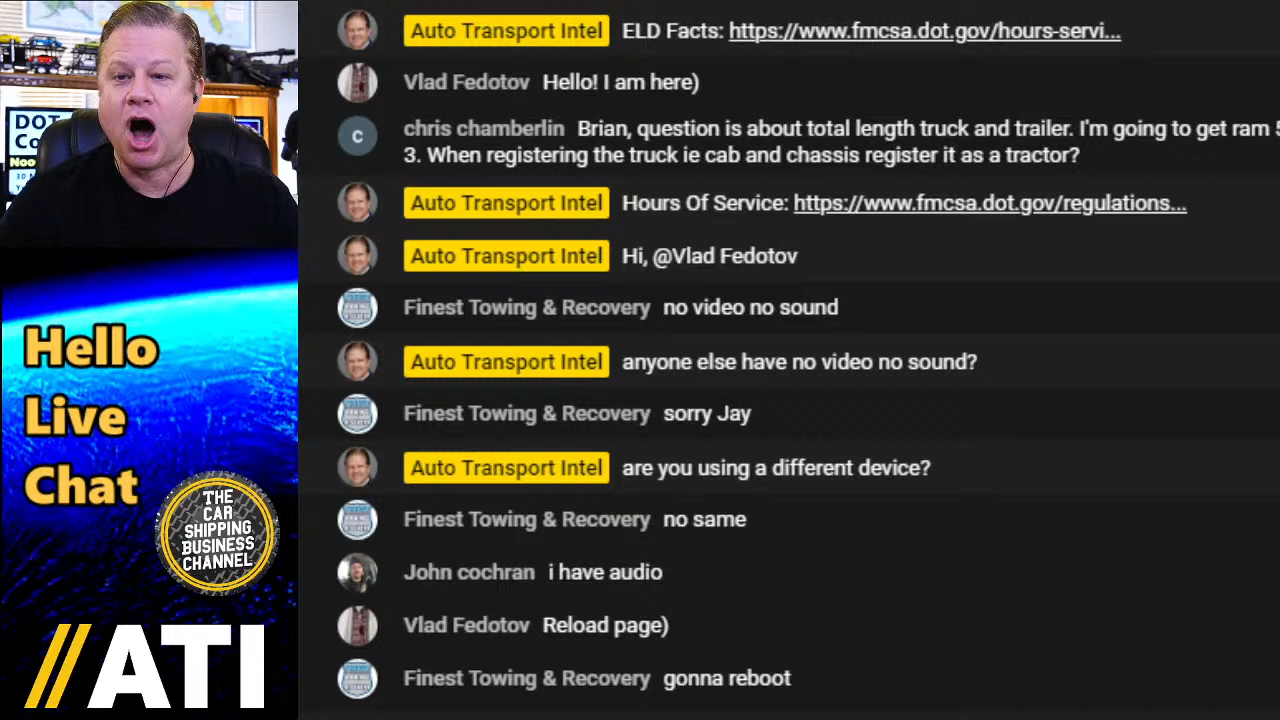 DOT
Co
Noo
Hello
Live
Chat
THE
CAR
SHIPPING
BUSINESS
CHANNEL
//ATI
Auto Transport Intel ELD Facts: https://www.fmcsa.dot.gov/hours-servi...
Vlad Fedotov Hello! I am here)
C
chris chamberlin Brian, question is about total length truck and trailer. I'm going to get ram
3. When registering the truck ie cab and chassis register it as a tractor?
Auto Transport Intel Hours Of Service: https://www.fmcsa.dot.gov/regulations...
Auto Transport Intel Hi, @Vlad Fedotov
Finest Towing & Recovery no video no sound
Auto Transport Intel anyone else have no video no sound?
Finest Towing & Recovery sorry Jay
Auto Transport Intel are you using a different device?
Finest Towing & Recovery no same
John cochran i have audio
Vlad Fedotov Reload page)
Finest Towing & Recovery gonna reboot